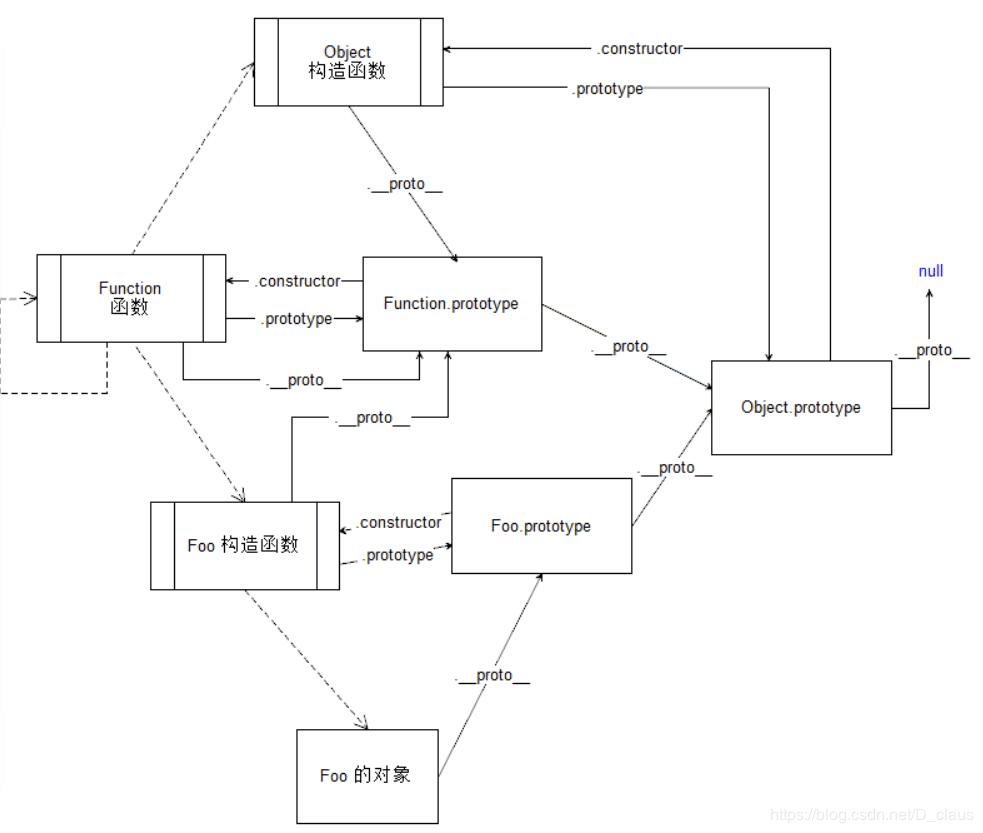 Object
构造函数
.constructor
.prototype
.__proto__
null
Function
函数
.constructor
.prototype
Function.prototype
.__proto__
.__proto__
.__proto__
.__proto__
Object.prototype
.__proto__
Foo 构造函数
.constructor
.prototype
Foo.prototype
.__proto__
Foo 的对象
https://blog.csdn.net/D_claus